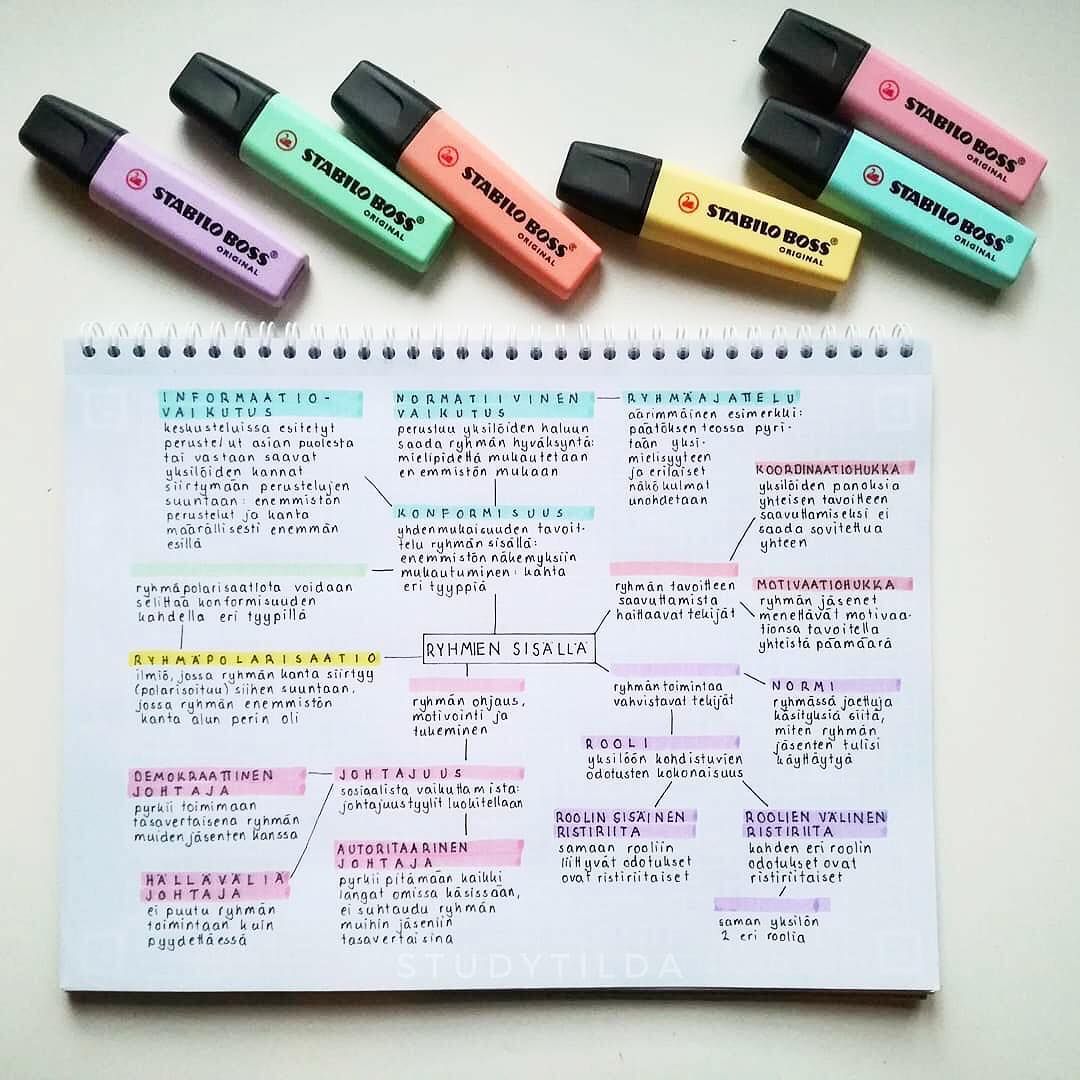 STABILO BOSS®
ORIGINAL
STABILO BOSS®
ORIGINAL
STABILO BOSS®
ORIGINAL
STABILO BOSS®
ORIGINAL
STABILO BOSS®
ORIGINAL
STABILO BOSS®
ORIGINAL
INFORMAATIO-
VAIKUTUS
keskusteluissa esitetyt
perustelut asian puolesta
tai vastaan saavat
yksilöiden kannat
siirtymään perustelujen
suuntaan: enemmistön
perustelut ja kanta
määrällisesti enemmän
esillä
NORMATIIVINEN
VAIKUTUS
perustuu yksilöiden haluun
saada ryhmän hyväksyntä:
mielipidettä mukautetaan
enemmistön mukaan
RYHMÄAJATTELU
äärimmäinen esimerkki:
päätöksen teossa pyri-
tään yksi-
mielisyyteen
ja erilaiset
näkökulmat
unohdetaan
KOORDINAATIOHUKKA
yksilöiden panoksia
yhteisen tavoitteen
saavuttamiseksi ei
saada sovitettua
yhteen
KONFORMISUUS
yhdenmukaisuuden tavoit-
telu ryhmän sisällä:
enemmistön näkemyksiin
mukautuminen: kahta
eri tyyppiä
ryhmäpolarisaatiota voidaan
selittää konformisuuden
kahdella eri tyypillä
ryhmän tavoitteen
saavuttamista
haittaavat tekijät
MOTIVAATIOHUKKA
ryhmän jäsenet
menettävät motivaa-
tionsa tavoitella
yhteistä päämäärää
RYHMIEN SISÄLLÄ
RYHMÄPOLARISAATIO
ilmiö, jossa ryhmän kanta siirtyy
(polarisoituu) siihen suuntaan,
jossa ryhmän enemmistön
kanta alun perin oli
ryhmän ohjaus,
motivointi ja
tukeminen
ryhmän toimintaa
vahvistavat tekijät
NORMI
ryhmässä jaettuja
käsityksiä siitä,
miten ryhmän
jäsenten tulisi
käyttäytyä
ROOLI
yksilöön kohdistuvien
odotusten kokonaisuus
DEMOKRAATTINEN
JOHTAJA
pyrkii toimimaan
tasavertaisena ryhmän
muiden jäsenten kanssa
JOHTAJUUS
sosiaalista vaikuttamista:
johtajuustyylit luokitellaan
ROOLIN SISÄINEN
RISTIRIITA
samaan rooliin
liittyvät odotukset
ovat ristiriitaiset
ROOLIEN VÄLINEN
RISTIRIITA
kahden eri roolin
odotukset ovat
ristiriitaiset
HÄLLÄVÄLIÄ
JOHTAJA
ei puutu ryhmän
toimintaan kuin
pyydettäessä
AUTORITAARINEN
JOHTAJA
pyrkii pitämään kaikki
langat omissa käsissään,
ei suhtaudu ryhmän
muihin jäseniin
tasavertaisina
saman yksilön
2 eri roolia
STUDYTILDA